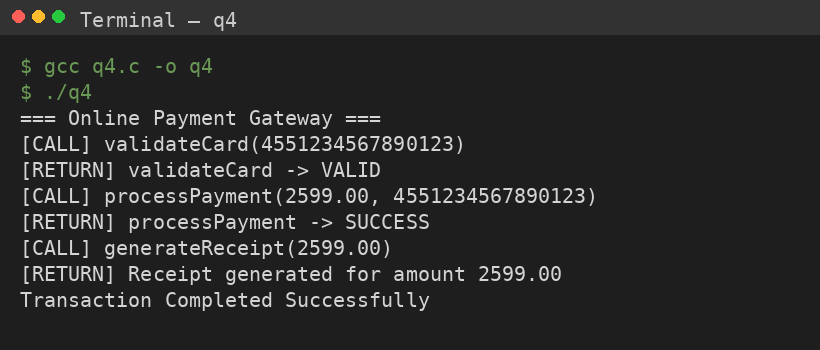 Terminal — q4
$ gcc q4.c -o q4
$ ./q4
=== Online Payment Gateway ===
[CALL] validateCard(4551234567890123)
[RETURN] validateCard -> VALID
[CALL] processPayment(2599.00, 4551234567890123)
[RETURN] processPayment -> SUCCESS
[CALL] generateReceipt(2599.00)
[RETURN] Receipt generated for amount 2599.00
Transaction Completed Successfully